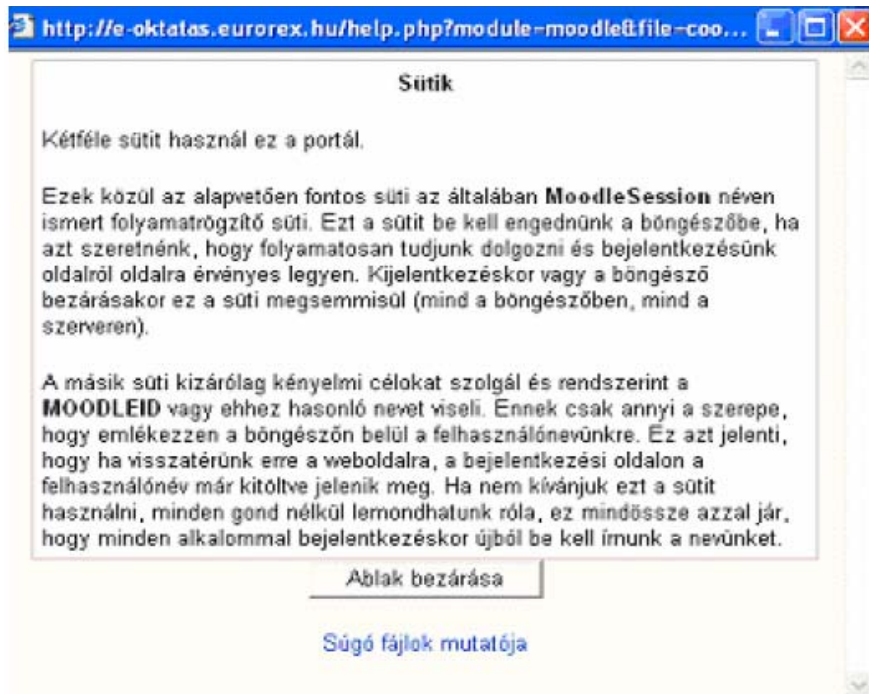 http://e-oktatas.eurorex.hu/help.php?module=moodle&file=coo...
Sütik
Kétféle sütit használ ez a portál.
Ezek közül az alapvetően fontos süti az általában MoodleSession néven
ismert folyamatrögzítő süti. Ezt a sütit be kell engednünk a böngészőbe, ha
azt szeretnénk, hogy folyamatosan tudjunk dolgozni és bejelentkezésünk
oldalról oldalra érvényes legyen. Kijelentkezéskor vagy a böngésző
bezárásakor ez a süti megsemmisül (mind a böngészőben, mind a
szerveren).
A másik süti kizárólag kényelmi célokat szolgál és rendszerint a
MOODLEID vagy ehhez hasonló nevet viseli. Ennek csak annyi a szerepe,
hogy emlékezzen a böngészőn belül a felhasználónevünkre. Ez azt jelenti,
hogy ha visszatérünk erre a weboldalra, a bejelentkezési oldalon a
felhasználónév már kitöltve jelenik meg. Ha nem kívánjuk ezt a sütit
használni, minden gond nélkül lemondhatunk róla, ez mindössze azzal jár,
hogy minden alkalommal bejelentkezéskor újból be kell írnunk a nevünket.
Ablak bezárása
Súgó fájlok mutatója